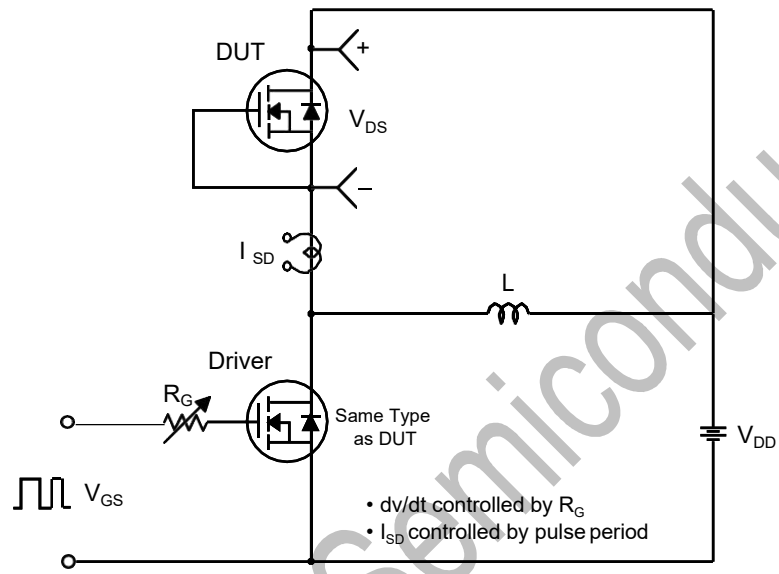 DUT
+
V_DS
–
I_SD
L
Driver
R_G
Same Type
as DUT
V_DD
V_GS
• dv/dt controlled by R_G
• I_SD controlled by pulse period